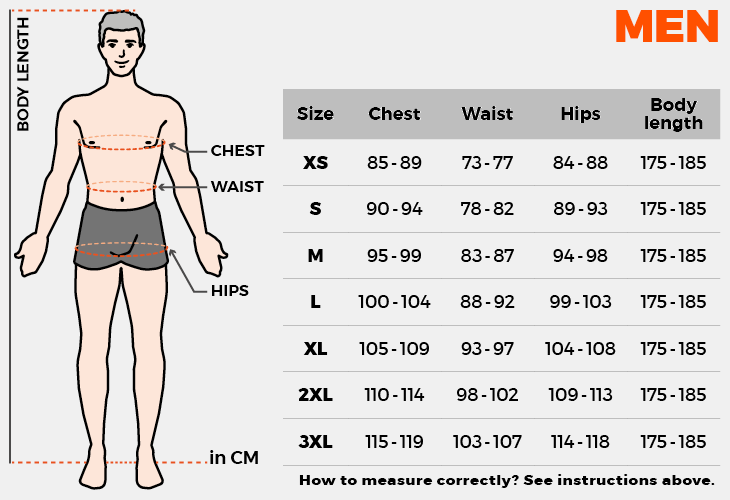 MEN
BODY LENGTH
CHEST
WAIST
HIPS
in CM
Size Chest Waist Hips Body length
XS 85 - 89 73 - 77 84 - 88 175 - 185
S 90 - 94 78 - 82 89 - 93 175 - 185
M 95 - 99 83 - 87 94 - 98 175 - 185
L 100 - 104 88 - 92 99 - 103 175 - 185
XL 105 - 109 93 - 97 104 - 108 175 - 185
2XL 110 - 114 98 - 102 109 - 113 175 - 185
3XL 115 - 119 103 - 107 114 - 118 175 - 185
How to measure correctly? See instructions above.